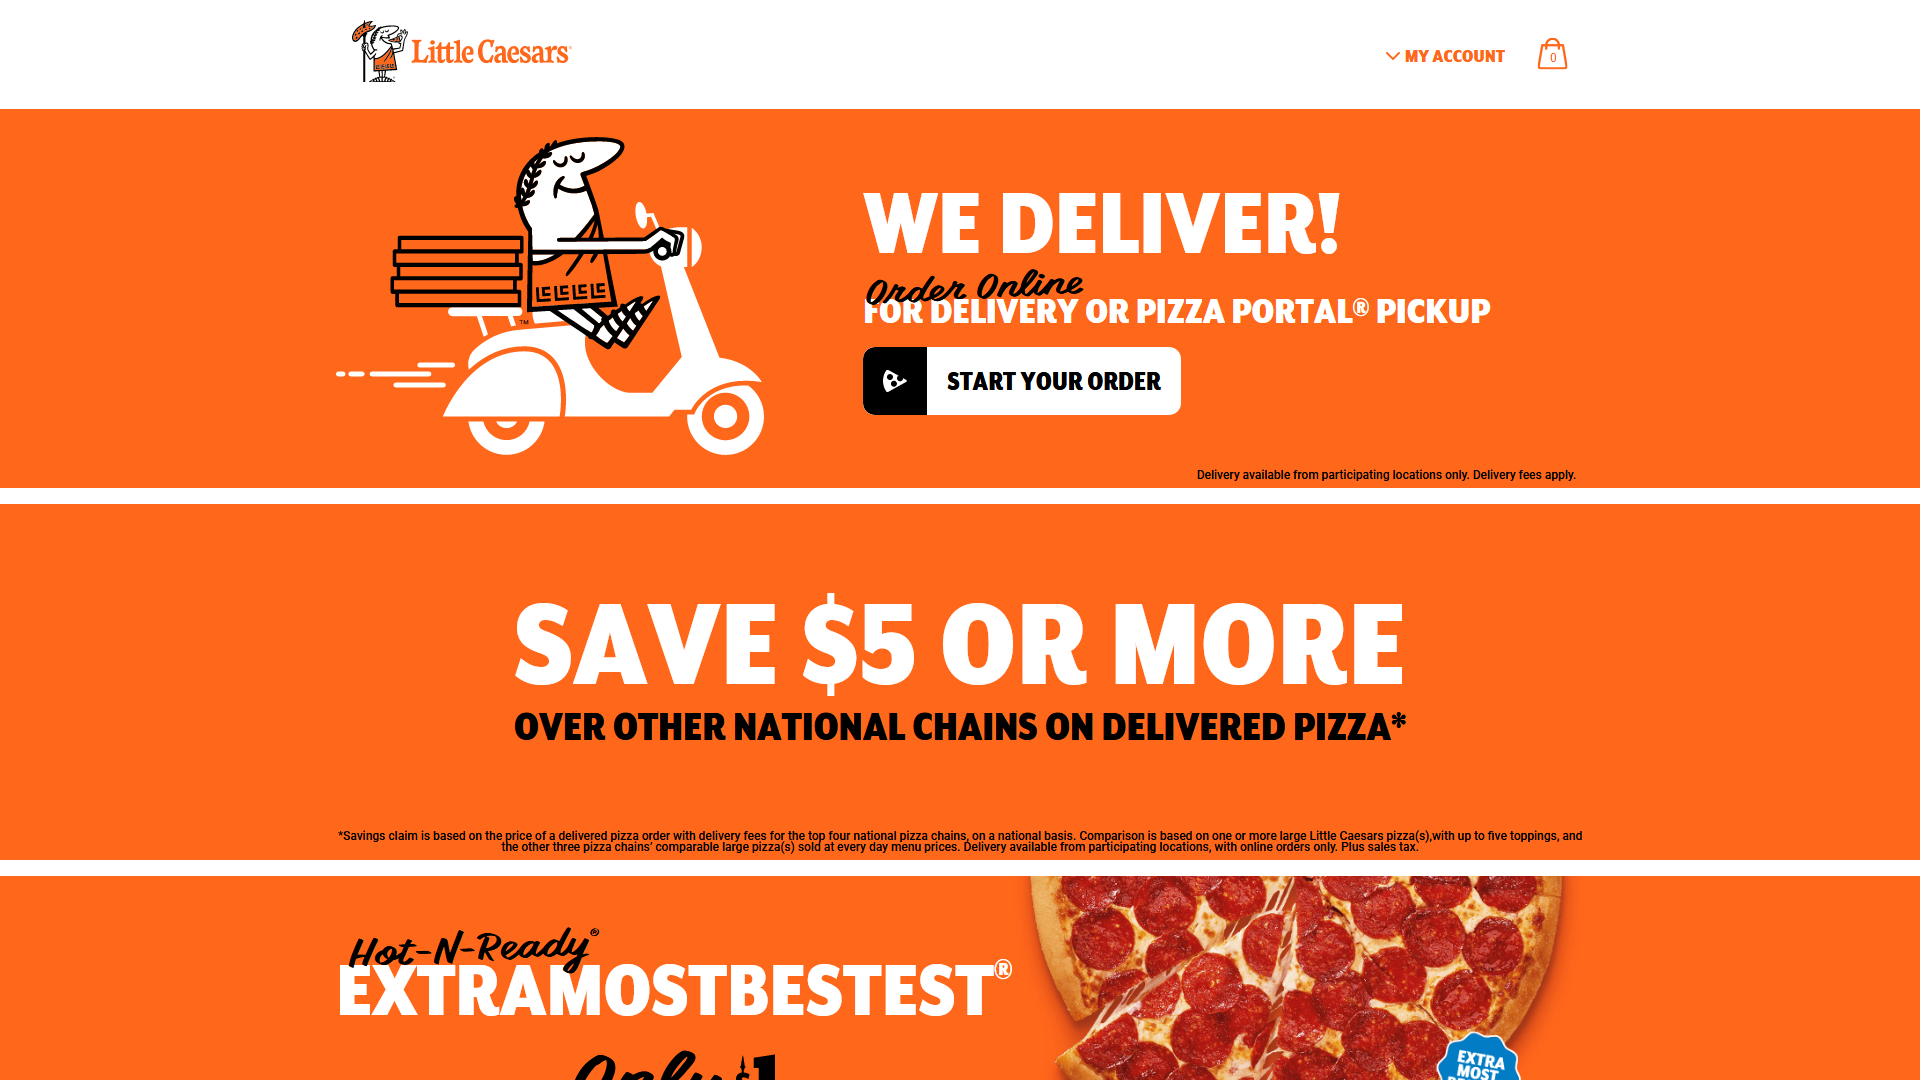 Little Caesars
MY ACCOUNT
0
WE DELIVER!
Order Online
FOR DELIVERY OR PIZZA PORTAL® PICKUP
START YOUR ORDER
™
Delivery available from participating locations only. Delivery fees apply.
SAVE $5 OR MORE
OVER OTHER NATIONAL CHAINS ON DELIVERED PIZZA*
*Savings claim is based on the price of a delivered pizza order with delivery fees for the top four national pizza chains, on a national basis. Comparison is based on one or more large Little Caesars pizza(s),with up to five toppings, and
the other three pizza chains’ comparable large pizza(s) sold at every day menu prices. Delivery available from participating locations, with online orders only. Plus sales tax.
Hot-N-Ready®
EXTRAMOSTBESTEST®
Only $1
EXTRA
MOST